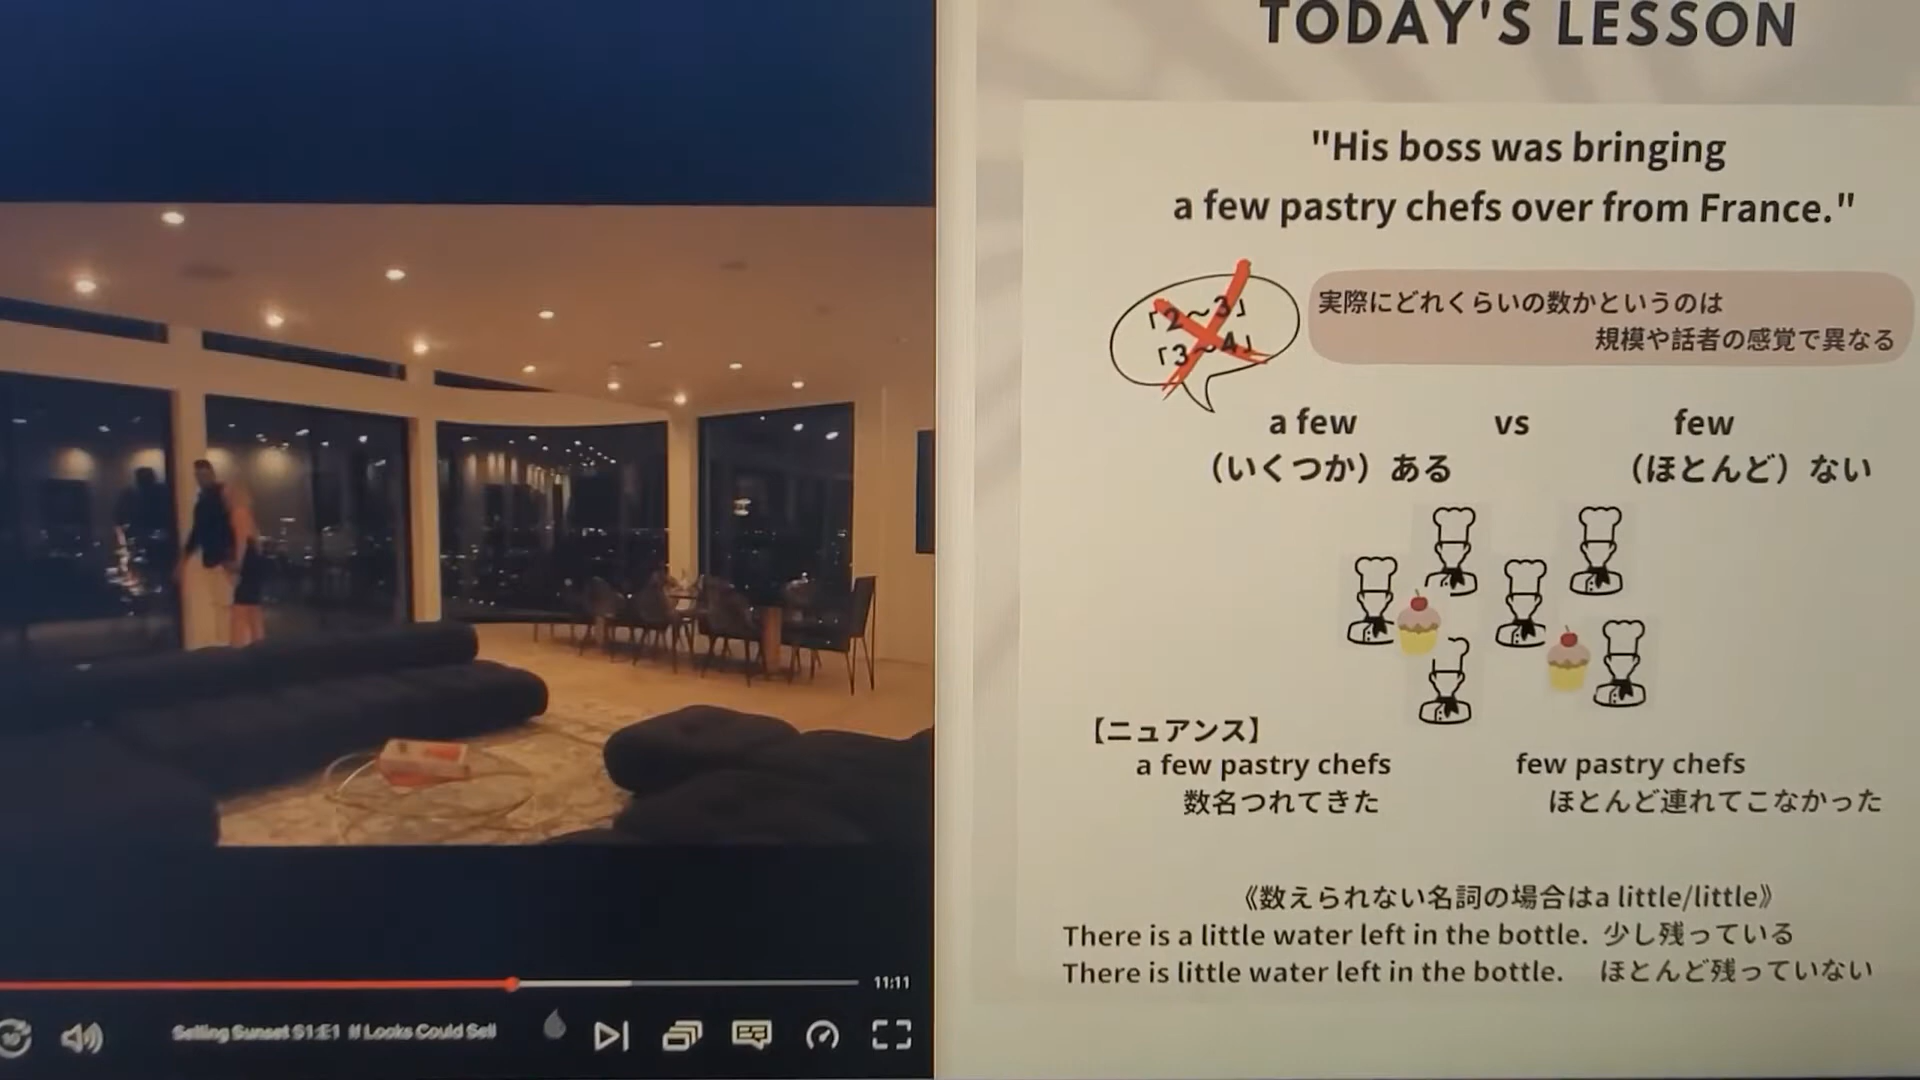 TODAY'S LESSON
"His boss was bringing
a few pastry chefs over from France."
「2～3」
「3～4」
実際にどれくらいの数かというのは
規模や話者の感覚で異なる
a few vs few
（いくつか）ある （ほとんど）ない
【ニュアンス】
a few pastry chefs few pastry chefs
数名つれてきた ほとんど連れてこなかった
《数えられない名詞の場合はa little/little》
There is a little water left in the bottle. 少し残っている
There is little water left in the bottle. ほとんど残っていない
11:11
10
Selling Sunset S1:E1 If Looks Could Sell